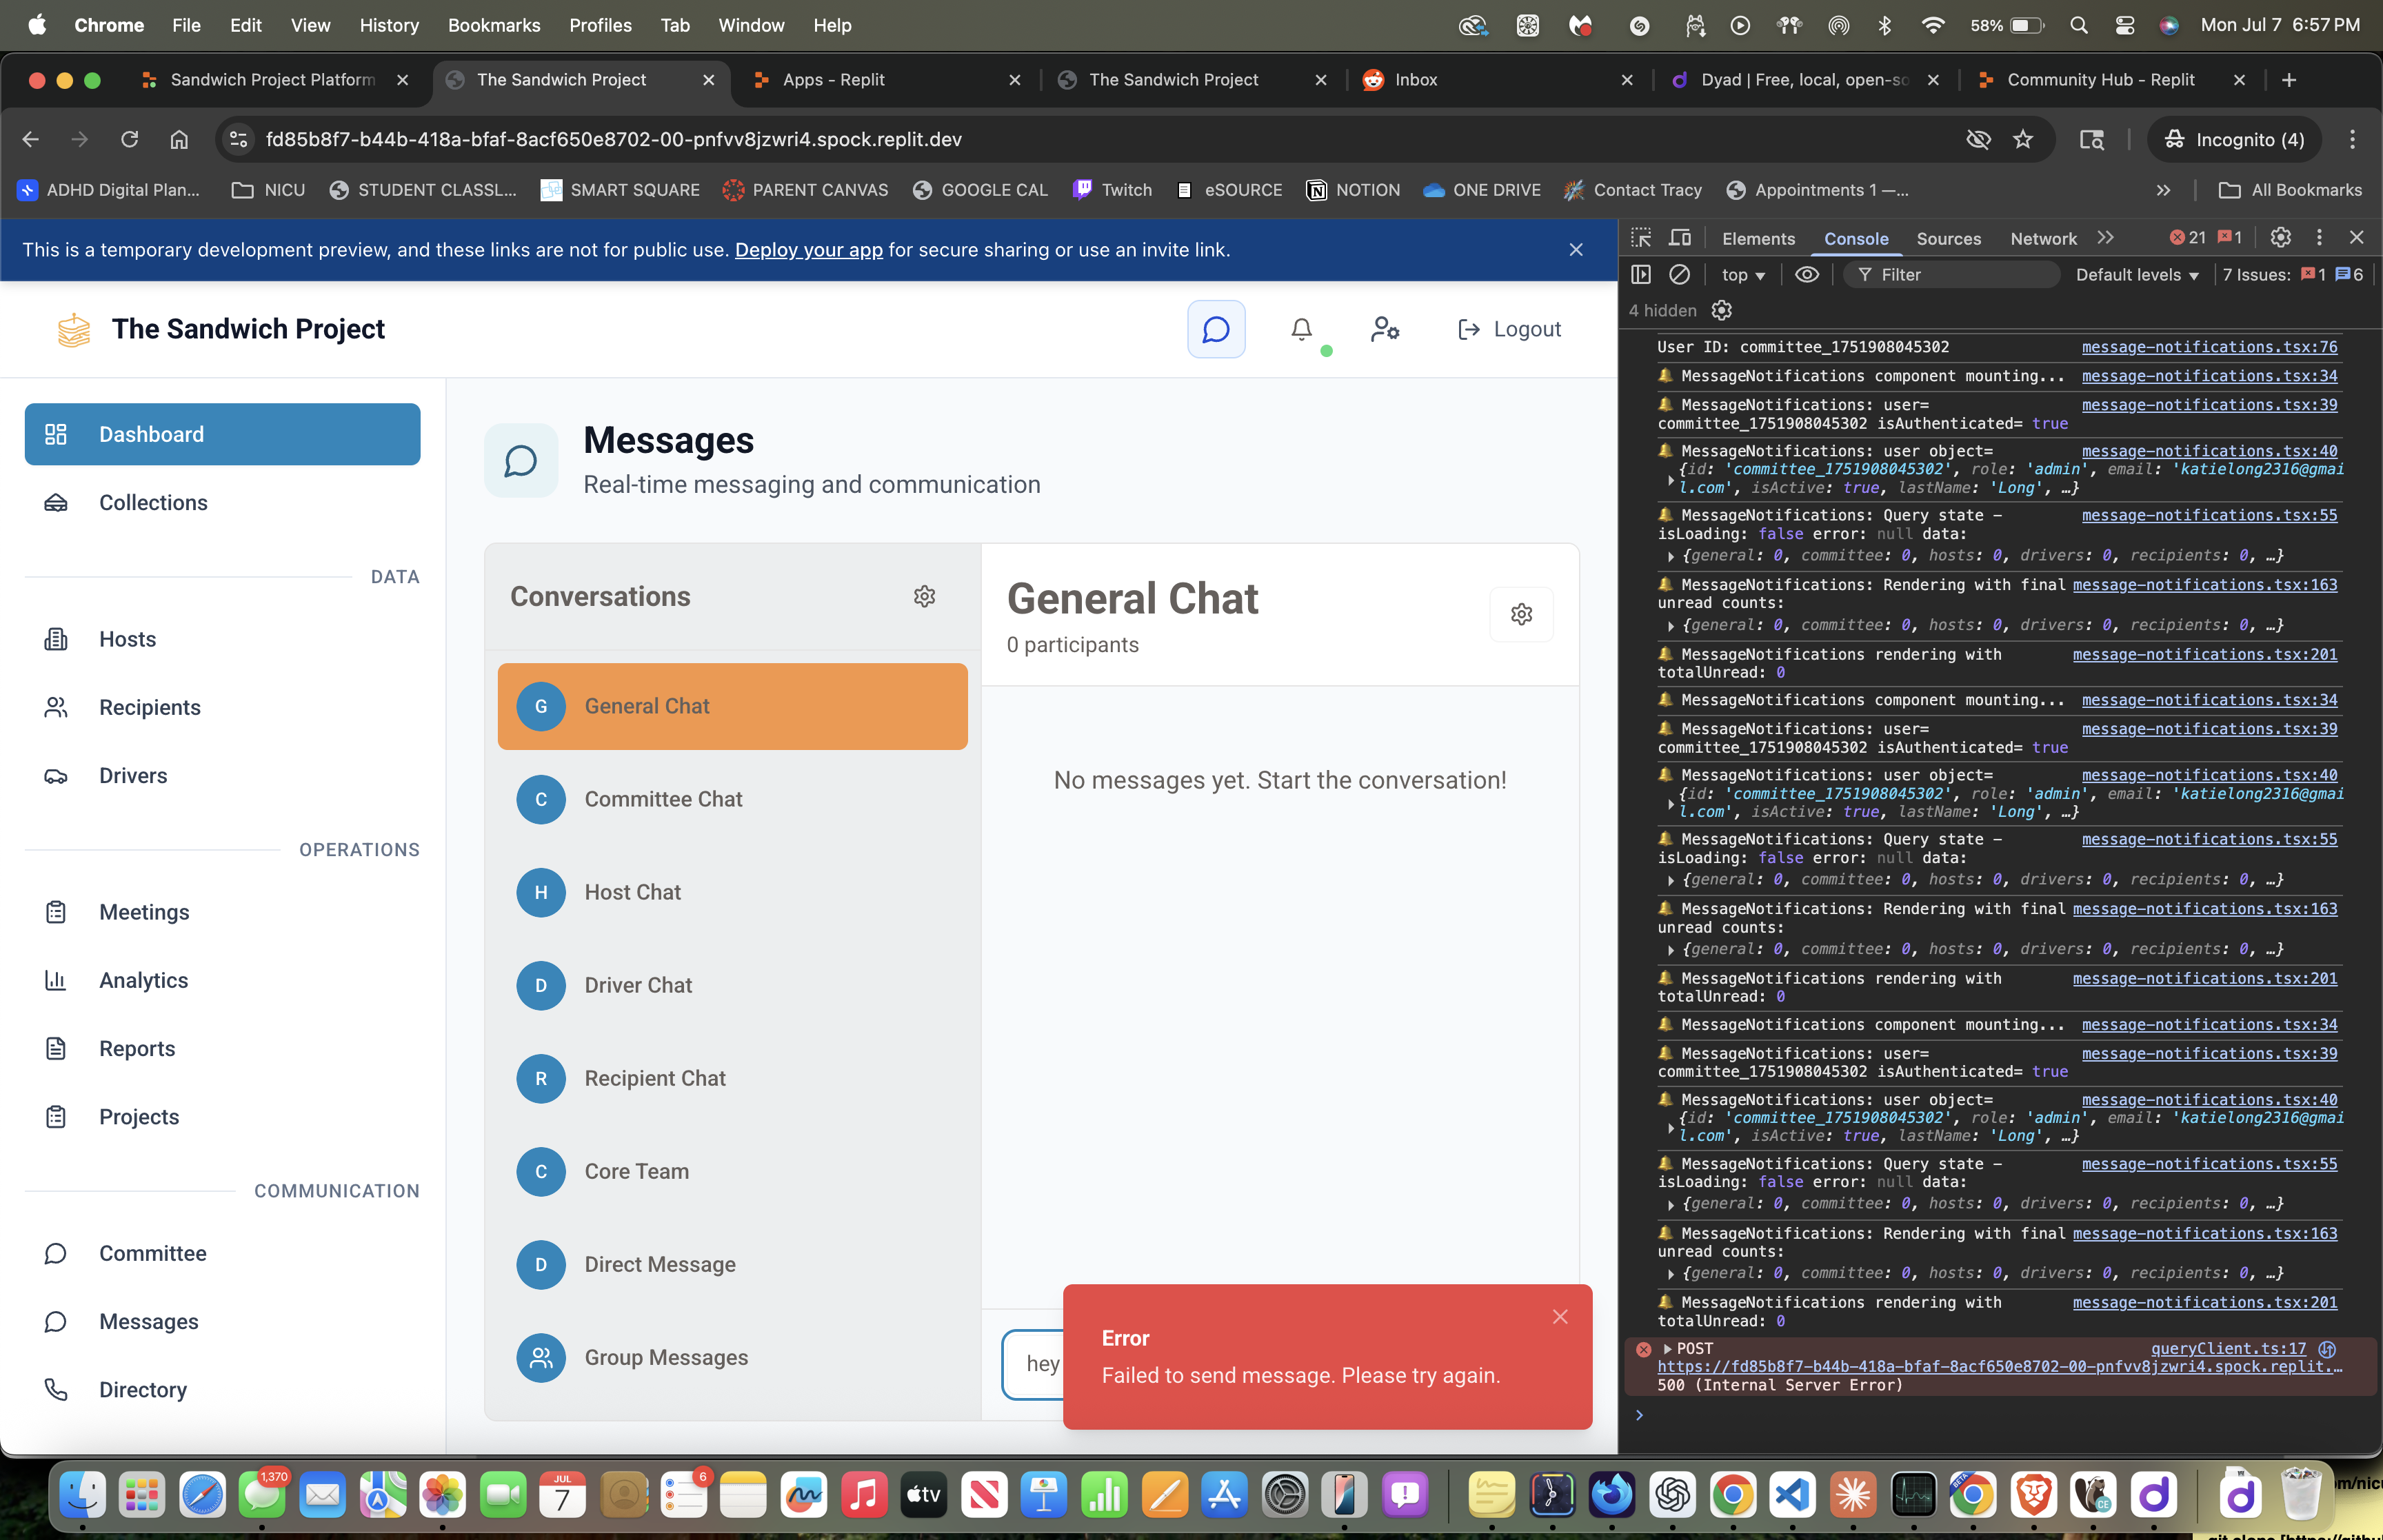 Chrome File Edit View History Bookmarks Profiles Tab Window Help 58% Mon Jul 7 6:57 PM
Sandwich Project Platform The Sandwich Project Apps - Replit The Sandwich Project Inbox Dyad | Free, local, open-so Community Hub - Replit
fd85b8f7-b44b-418a-bfaf-8acf650e8702-00-pnfvv8jzwri4.spock.replit.dev Incognito (4)
ADHD Digital Plan... NICU STUDENT CLASSL... SMART SQUARE PARENT CANVAS GOOGLE CAL Twitch eSOURCE NOTION ONE DRIVE Contact Tracy Appointments 1 —... All Bookmarks
This is a temporary development preview, and these links are not for public use. Deploy your app for secure sharing or use an invite link.
The Sandwich Project
Logout
Dashboard
Collections
DATA
Hosts
Recipients
Drivers
OPERATIONS
Meetings
Analytics
Reports
Projects
COMMUNICATION
Committee
Messages
Directory
Messages
Real-time messaging and communication
Conversations
G General Chat
C Committee Chat
H Host Chat
D Driver Chat
R Recipient Chat
C Core Team
D Direct Message
Group Messages
General Chat
0 participants
No messages yet. Start the conversation!
hey
Error
Failed to send message. Please try again.
Elements Console Sources Network 21 1
top Filter Default levels 7 Issues: 1 6
4 hidden
User ID: committee_1751908045302 message-notifications.tsx:76
🔔 MessageNotifications component mounting... message-notifications.tsx:34
🔔 MessageNotifications: user= message-notifications.tsx:39
committee_1751908045302 isAuthenticated= true
🔔 MessageNotifications: user object= message-notifications.tsx:40
{id: 'committee_1751908045302', role: 'admin', email: 'katielong2316@gmai
l.com', isActive: true, lastName: 'Long', …}
🔔 MessageNotifications: Query state - message-notifications.tsx:55
isLoading: false error: null data:
{general: 0, committee: 0, hosts: 0, drivers: 0, recipients: 0, …}
🔔 MessageNotifications: Rendering with final message-notifications.tsx:163
unread counts:
{general: 0, committee: 0, hosts: 0, drivers: 0, recipients: 0, …}
🔔 MessageNotifications rendering with message-notifications.tsx:201
totalUnread: 0
🔔 MessageNotifications component mounting... message-notifications.tsx:34
🔔 MessageNotifications: user= message-notifications.tsx:39
committee_1751908045302 isAuthenticated= true
🔔 MessageNotifications: user object= message-notifications.tsx:40
{id: 'committee_1751908045302', role: 'admin', email: 'katielong2316@gmai
l.com', isActive: true, lastName: 'Long', …}
🔔 MessageNotifications: Query state - message-notifications.tsx:55
isLoading: false error: null data:
{general: 0, committee: 0, hosts: 0, drivers: 0, recipients: 0, …}
🔔 MessageNotifications: Rendering with final message-notifications.tsx:163
unread counts:
{general: 0, committee: 0, hosts: 0, drivers: 0, recipients: 0, …}
🔔 MessageNotifications rendering with message-notifications.tsx:201
totalUnread: 0
🔔 MessageNotifications component mounting... message-notifications.tsx:34
🔔 MessageNotifications: user= message-notifications.tsx:39
committee_1751908045302 isAuthenticated= true
🔔 MessageNotifications: user object= message-notifications.tsx:40
{id: 'committee_1751908045302', role: 'admin', email: 'katielong2316@gmai
l.com', isActive: true, lastName: 'Long', …}
🔔 MessageNotifications: Query state - message-notifications.tsx:55
isLoading: false error: null data:
{general: 0, committee: 0, hosts: 0, drivers: 0, recipients: 0, …}
🔔 MessageNotifications: Rendering with final message-notifications.tsx:163
unread counts:
{general: 0, committee: 0, hosts: 0, drivers: 0, recipients: 0, …}
🔔 MessageNotifications rendering with message-notifications.tsx:201
totalUnread: 0
POST queryClient.ts:17
https://fd85b8f7-b44b-418a-bfaf-8acf650e8702-00-pnfvv8jzwri4.spock.replit.…
500 (Internal Server Error)
1,370 JUL 7 6 tv BETA CE